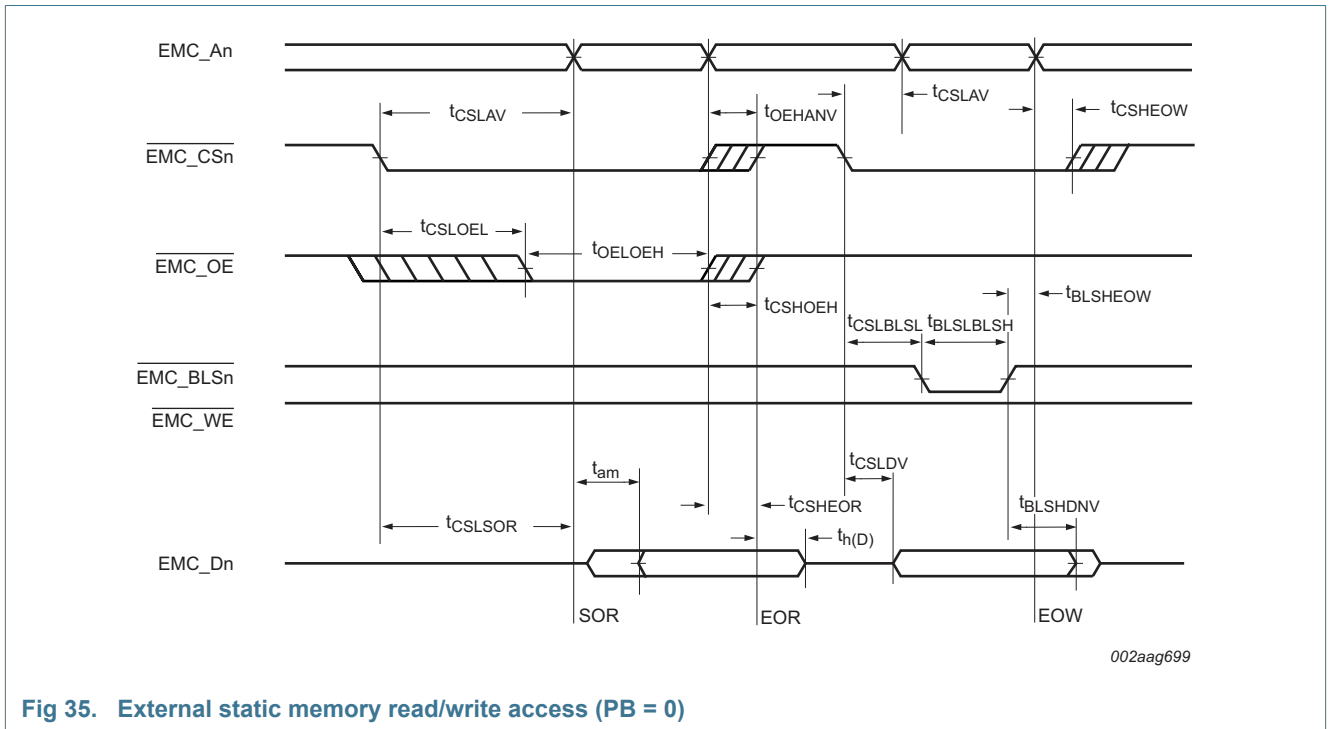 EMC_An
tCSLAV
tOEHANV
tCSLAV
tCSHEOW
EMC_CSn
tCSLOEL
tOELOEH
EMC_OE
tCSHOEH
tBLSHEOW
tCSLBLSL
tBLSLBLSH
EMC_BLSn
EMC_WE
tam
tCSLDV
tCSHEOR
tBLSHDNV
tCSLSOR
th(D)
EMC_Dn
SOR
EOR
EOW
002aag699
Fig 35. External static memory read/write access (PB = 0)